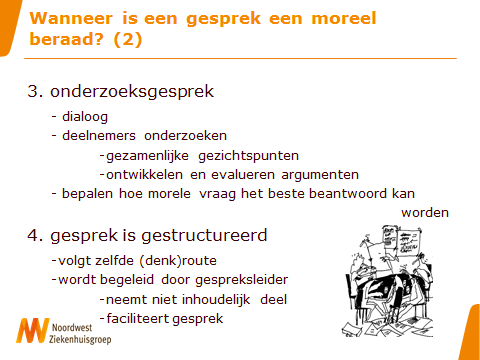 Wanneer is een gesprek een moreel
beraad? (2)
3. onderzoeksgesprek
- dialoog
- deelnemers onderzoeken
-gezamenlijke gezichtspunten
-ontwikkelen en evalueren argumenten
- bepalen hoe morele vraag het beste beantwoord kan
worden
4. gesprek is gestructureerd
-volgt zelfde (denk)route
-wordt begeleid door gespreksleider
-neemt niet inhoudelijk deel
-faciliteert gesprek
Noordwest
Ziekenhuisgroep